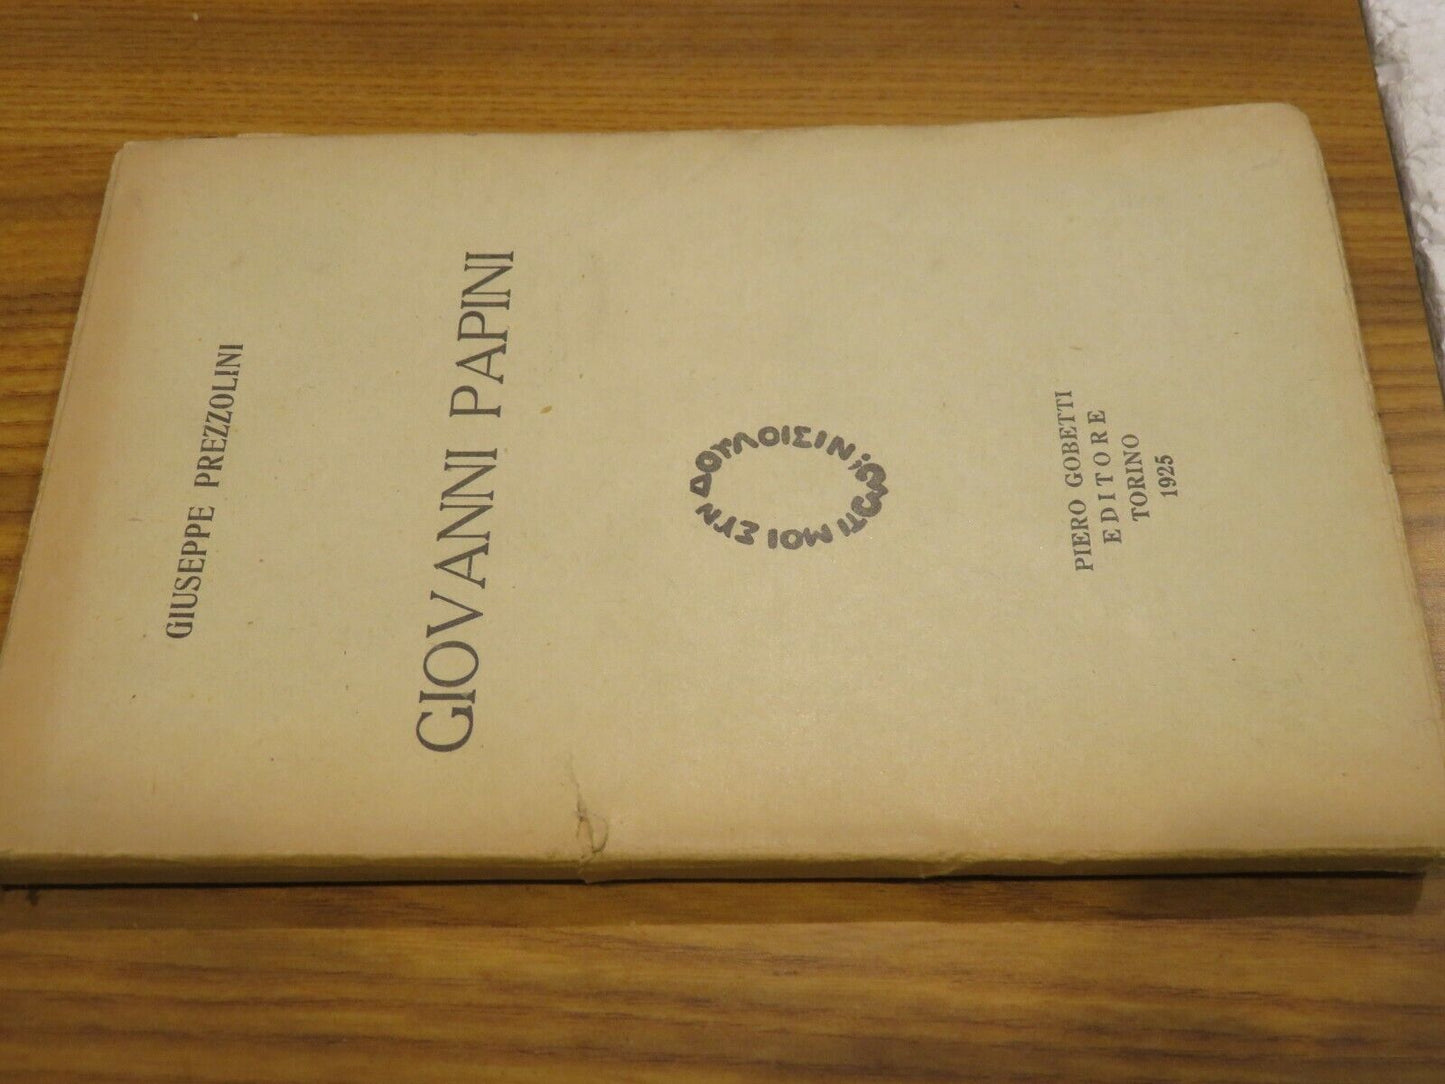 GIUSEPPE PREZZOLINI
GIOVANNI PAPINI
ΤΙ ΜΟΙ ΣΥΝ ΔΟΥΛΟΙΣΙΝ
PIERO GOBETTI
EDITORE
TORINO
1925